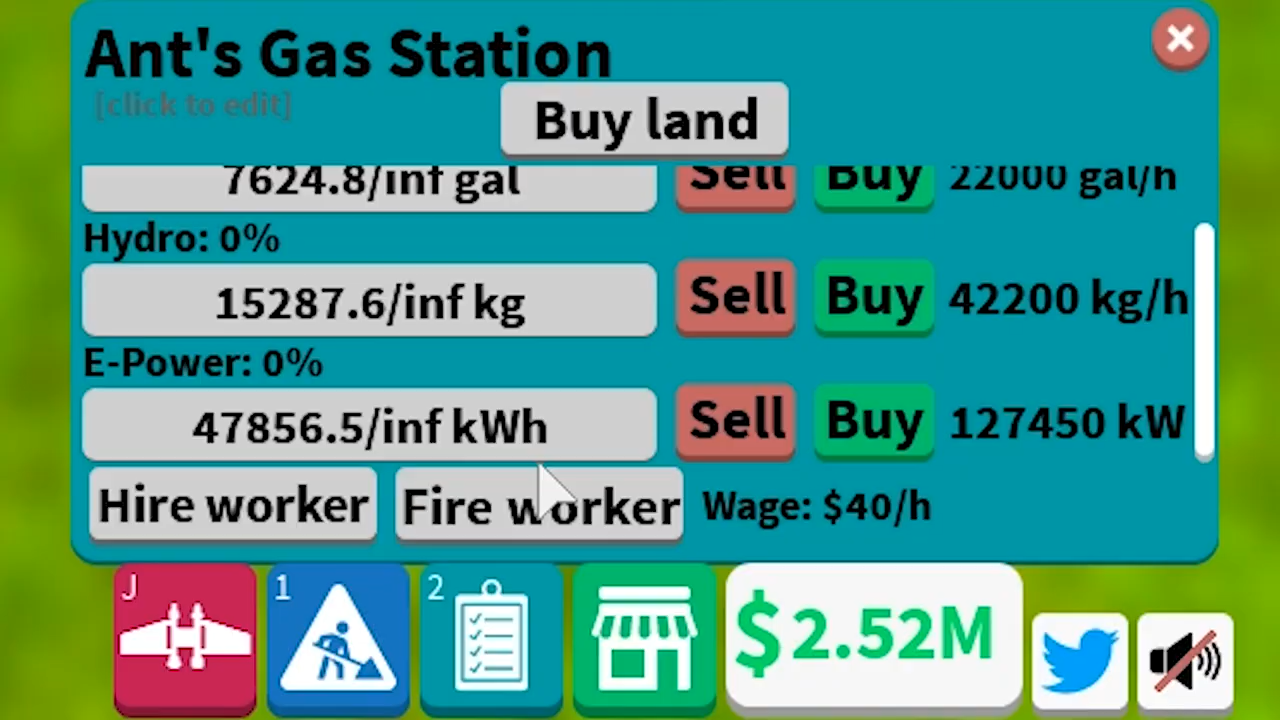 Ant's Gas Station
[click to edit]
Buy land
7624.8/inf gal Sell Buy 22000 gal/h
Hydro: 0%
15287.6/inf kg Sell Buy 42200 kg/h
E-Power: 0%
47856.5/inf kWh Sell Buy 127450 kW
Hire worker Fire worker Wage: $40/h
J 1 2 $2.52M